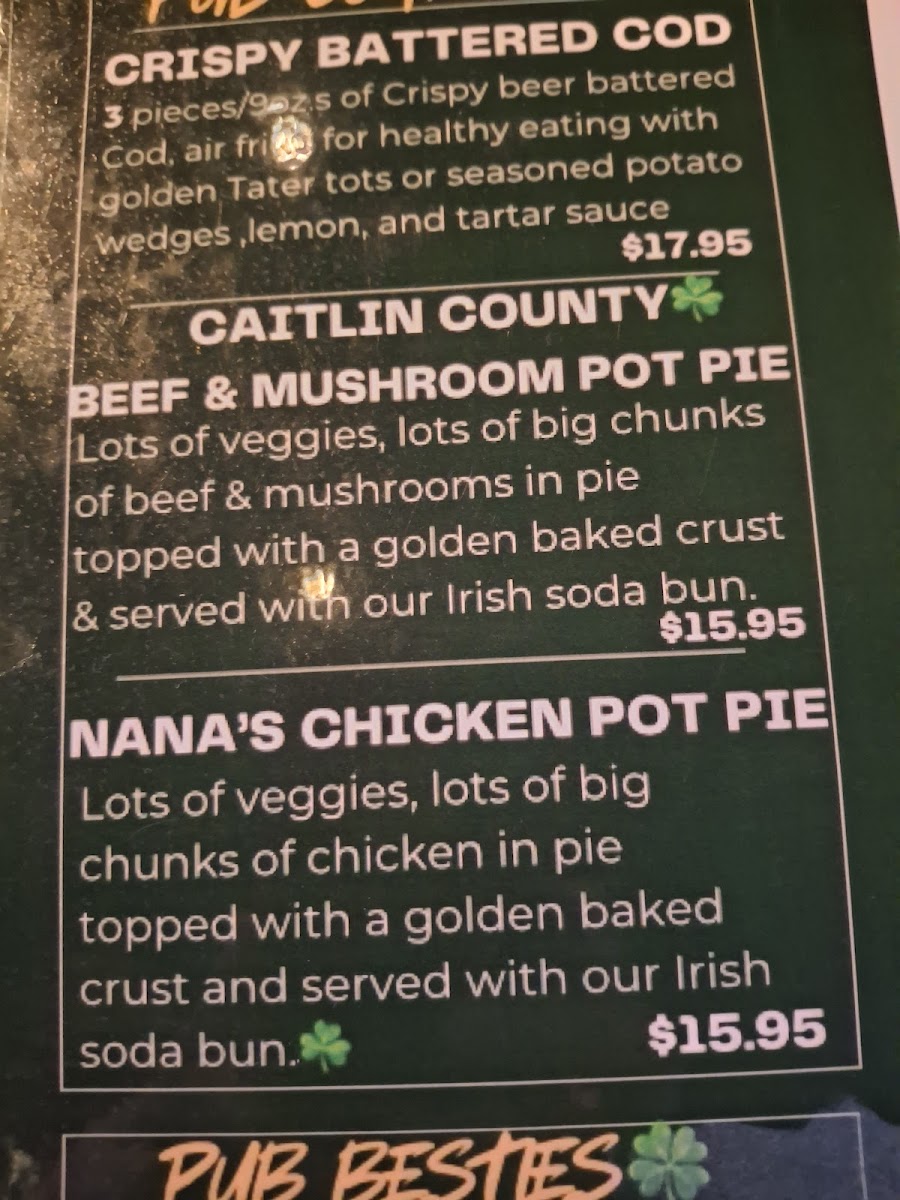 PUB
CRISPY BATTERED COD
3 pieces/9oz.s of Crispy beer battered
Cod, air fried for healthy eating with
golden Tater tots or seasoned potato
wedges ,lemon, and tartar sauce
$17.95
CAITLIN COUNTY
BEEF & MUSHROOM POT PIE
Lots of veggies, lots of big chunks
of beef & mushrooms in pie
topped with a golden baked crust
& served with our Irish soda bun.
$15.95
NANA'S CHICKEN POT PIE
Lots of veggies, lots of big
chunks of chicken in pie
topped with a golden baked
crust and served with our Irish
soda bun..
$15.95
PUB BESTIES